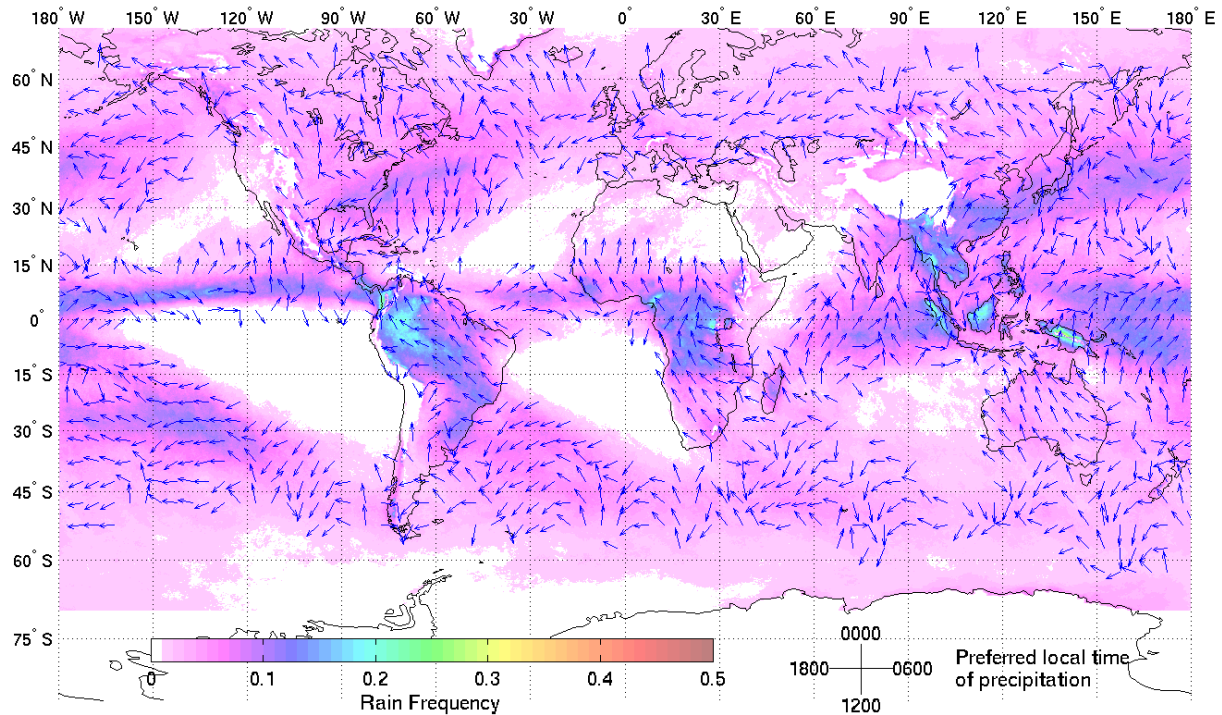 180° W 150° W 120° W 90° W 60° W 30 W 0° 30 E 60° E 90° E 120° E 150° E 180° E
60° N
45° N
30° N
15° N
0°
15° S
30° S
45° S
60° S
75° S
0 0.1 0.2 0.3 0.4 0.5
Rain Frequency
0000
1800 0600
1200
Preferred local time
of precipitation